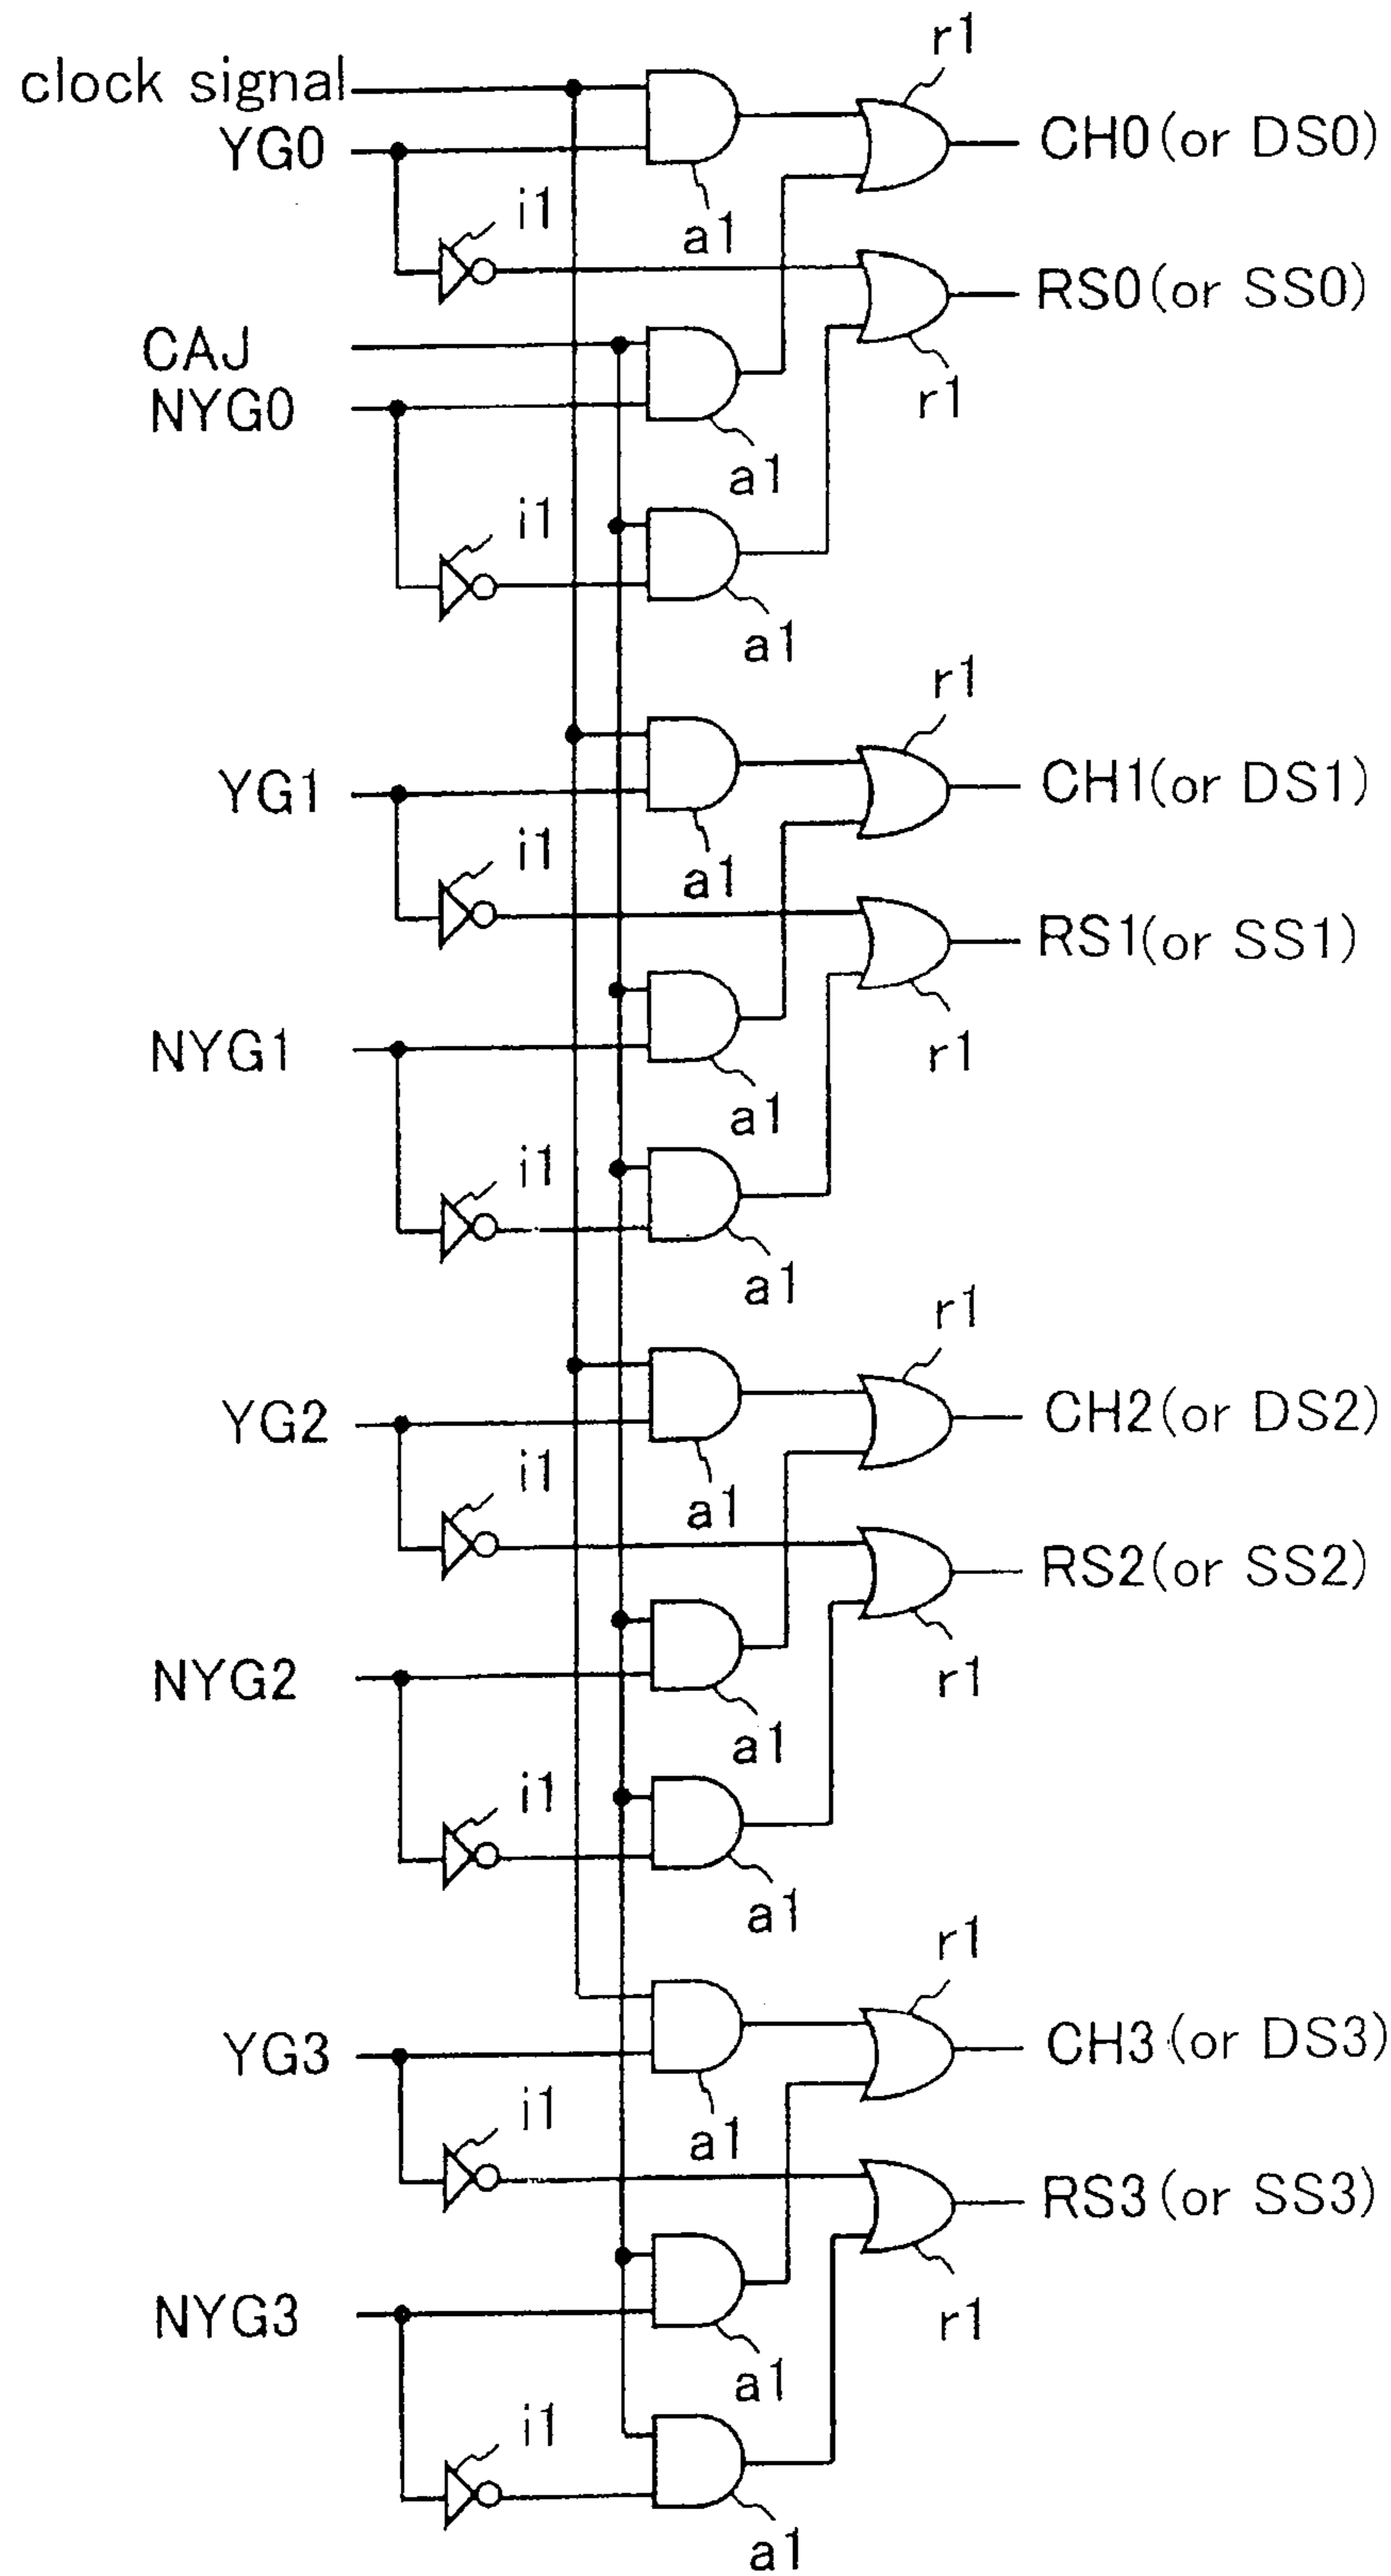 r1
clock signal
CH0(or DS0)
YG0
i1
a1
RS0(or SS0)
CAJ
r1
NYG0
a1
i1
a1
r1
YG1
CH1(or DS1)
i1
a1
RS1(or SS1)
NYG1
r1
a1
i1
a1
r1
YG2
CH2(or DS2)
i1
a1
RS2(or SS2)
NYG2
r1
a1
i1
a1
r1
YG3
CH3(or DS3)
i1
a1
RS3(or SS3)
NYG3
r1
a1
i1
a1